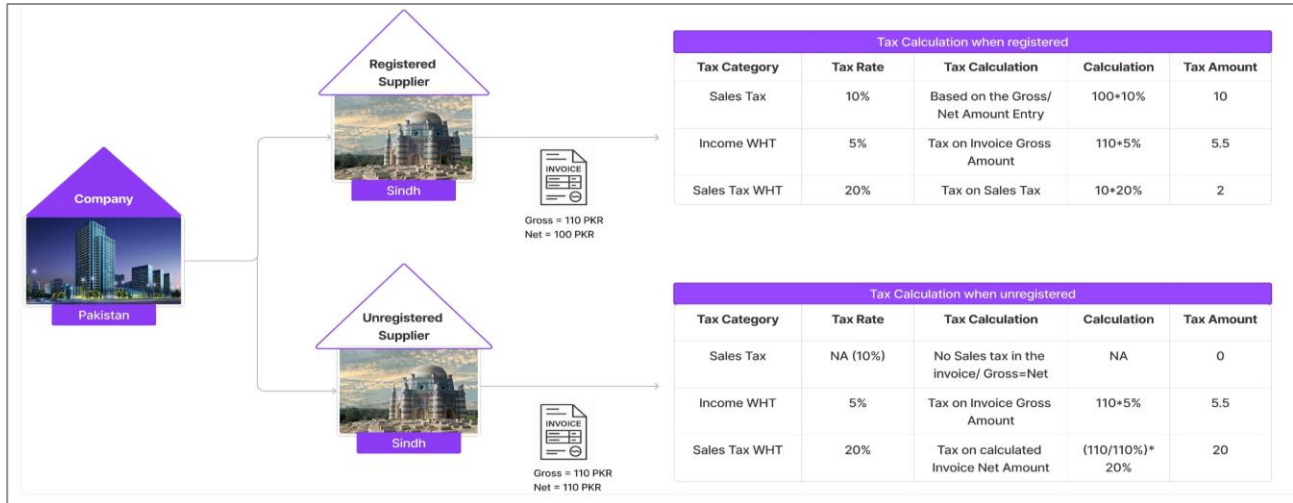 Company
Pakistan
Registered
Supplier
Sindh
INVOICE
Gross = 110 PKR
Net = 100 PKR
Tax Calculation when registered
Tax Category Tax Rate Tax Calculation Calculation Tax Amount
Sales Tax 10% Based on the Gross/ 100*10% 10
Net Amount Entry
Income WHT 5% Tax on Invoice Gross 110*5% 5.5
Amount
Sales Tax WHT 20% Tax on Sales Tax 10*20% 2
Unregistered
Supplier
Sindh
INVOICE
Gross = 110 PKR
Net = 110 PKR
Tax Calculation when unregistered
Tax Category Tax Rate Tax Calculation Calculation Tax Amount
Sales Tax NA (10%) No Sales tax in the NA 0
invoice/ Gross=Net
Income WHT 5% Tax on Invoice Gross 110*5% 5.5
Amount
Sales Tax WHT 20% Tax on calculated (110/110%)* 20
Invoice Net Amount 20%